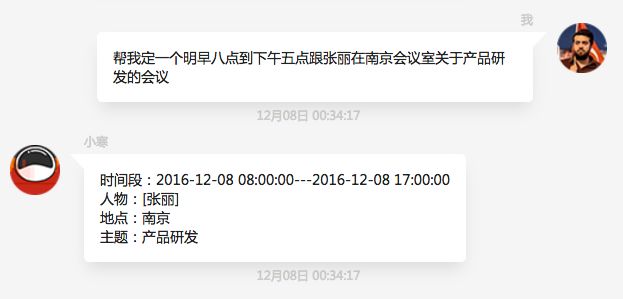 我
帮我定一个明早八点到下午五点跟张丽在南京会议室关于产品研
发的会议
12月08日 00:34:17
小寒
时间段：2016-12-08 08:00:00---2016-12-08 17:00:00
人物：[张丽]
地点：南京
主题：产品研发
12月08日 00:34:17